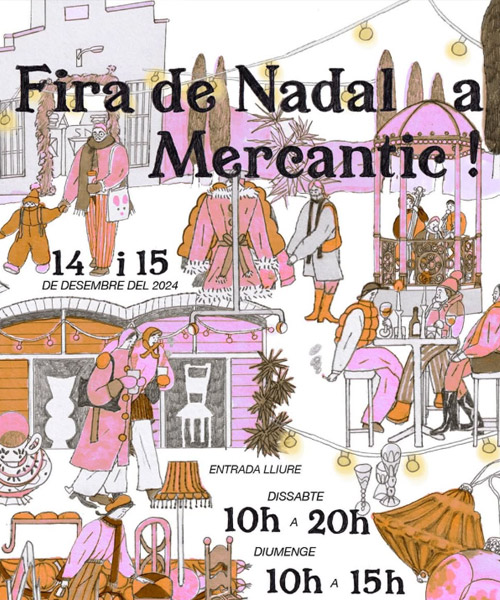 Fira de Nadal a
Mercantic !
14 i 15
DE DESEMBRE DEL 2024
ENTRADA LLIURE
DISSABTE
10h A 20h
DIUMENGE
10h A 15h